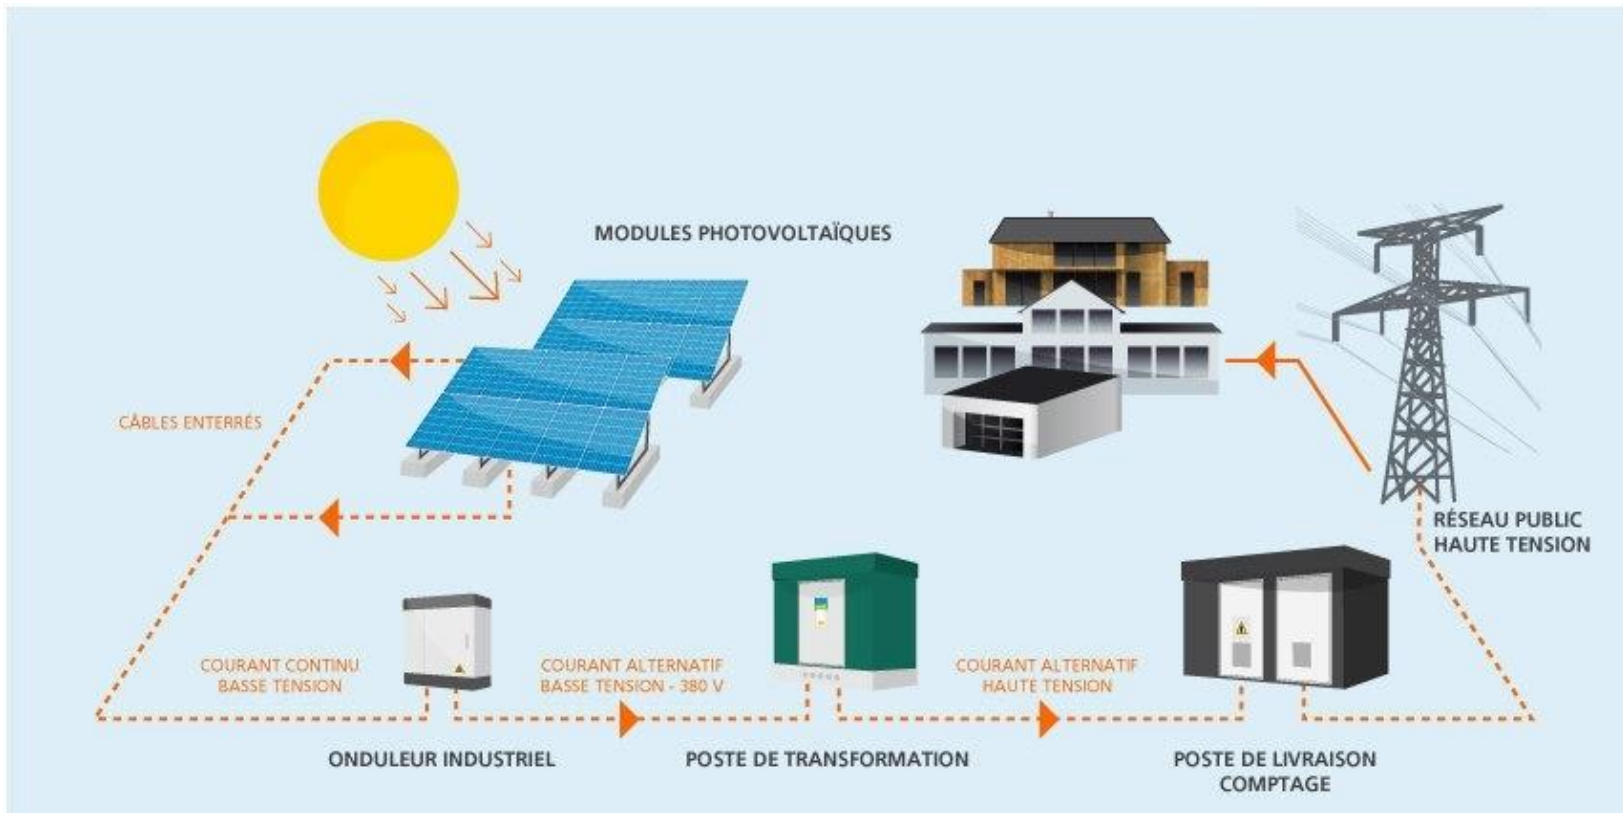 MODULES PHOTOVOLTAÏQUES
CÂBLES ENTERRÉS
RÉSEAU PUBLIC
HAUTE TENSION
COURANT CONTINU
BASSE TENSION
COURANT ALTERNATIF
BASSE TENSION - 380 V
COURANT ALTERNATIF
HAUTE TENSION
ONDULEUR INDUSTRIEL
POSTE DE TRANSFORMATION
POSTE DE LIVRAISON
COMPTAGE